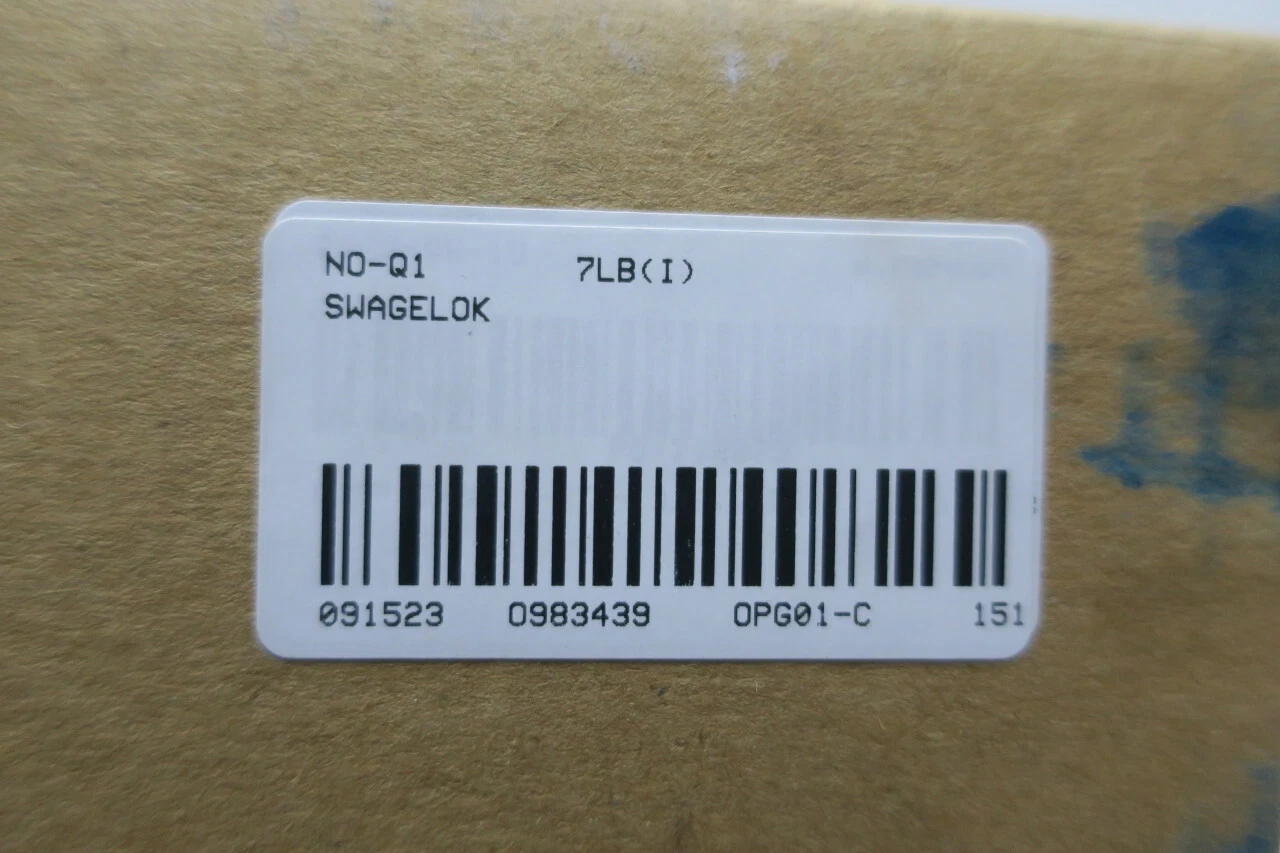 NO-Q1 7LB(I)
SWAGELOK
091523 0983439 OPG01-C 151